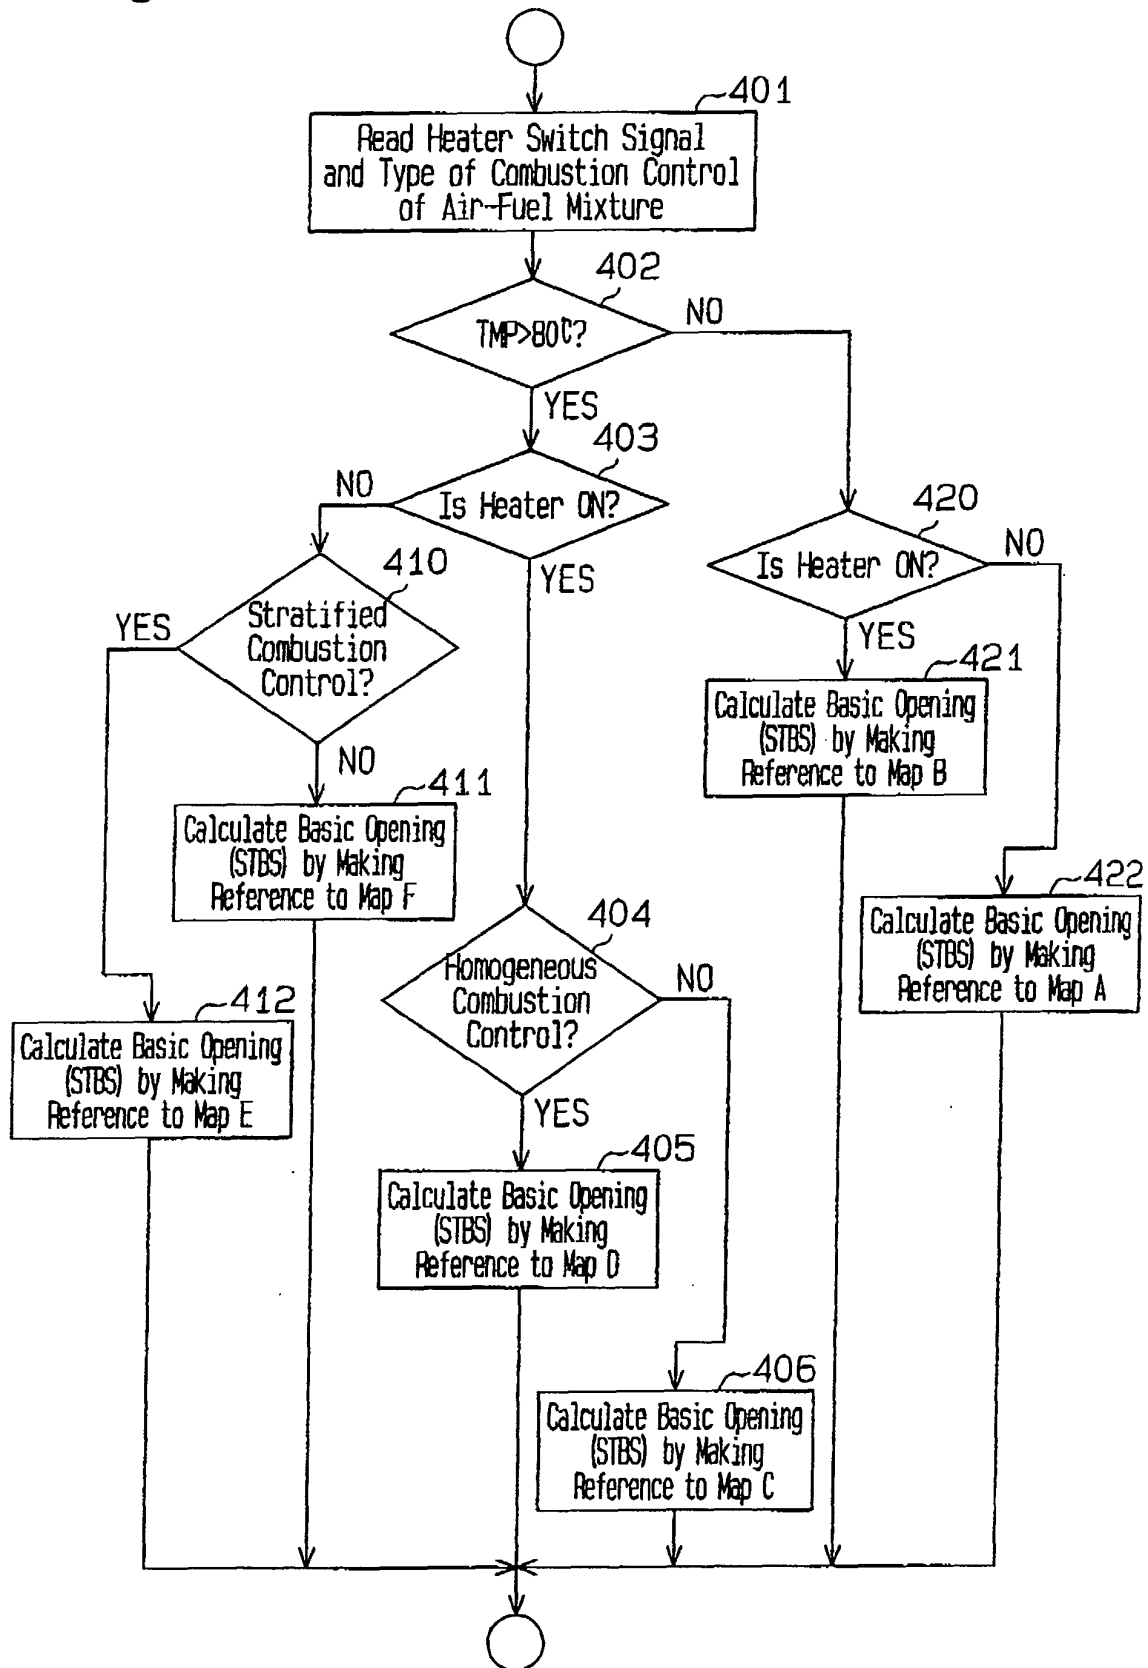 401
Read Heater Switch Signal
and Type of Combustion Control
of Air-Fuel Mixture
402
TMP>80℃?
NO
YES
403
Is Heater ON?
NO
YES
420
Is Heater ON?
NO
YES
410
Stratified
Combustion
Control?
YES
NO
421
Calculate Basic Opening
(STBS) by Making
Reference to Map B
411
Calculate Basic Opening
(STBS) by Making
Reference to Map F
422
Calculate Basic Opening
(STBS) by Making
Reference to Map A
404
Homogeneous
Combustion
Control?
NO
YES
412
Calculate Basic Opening
(STBS) by Making
Reference to Map E
405
Calculate Basic Opening
(STBS) by Making
Reference to Map D
406
Calculate Basic Opening
(STBS) by Making
Reference to Map C